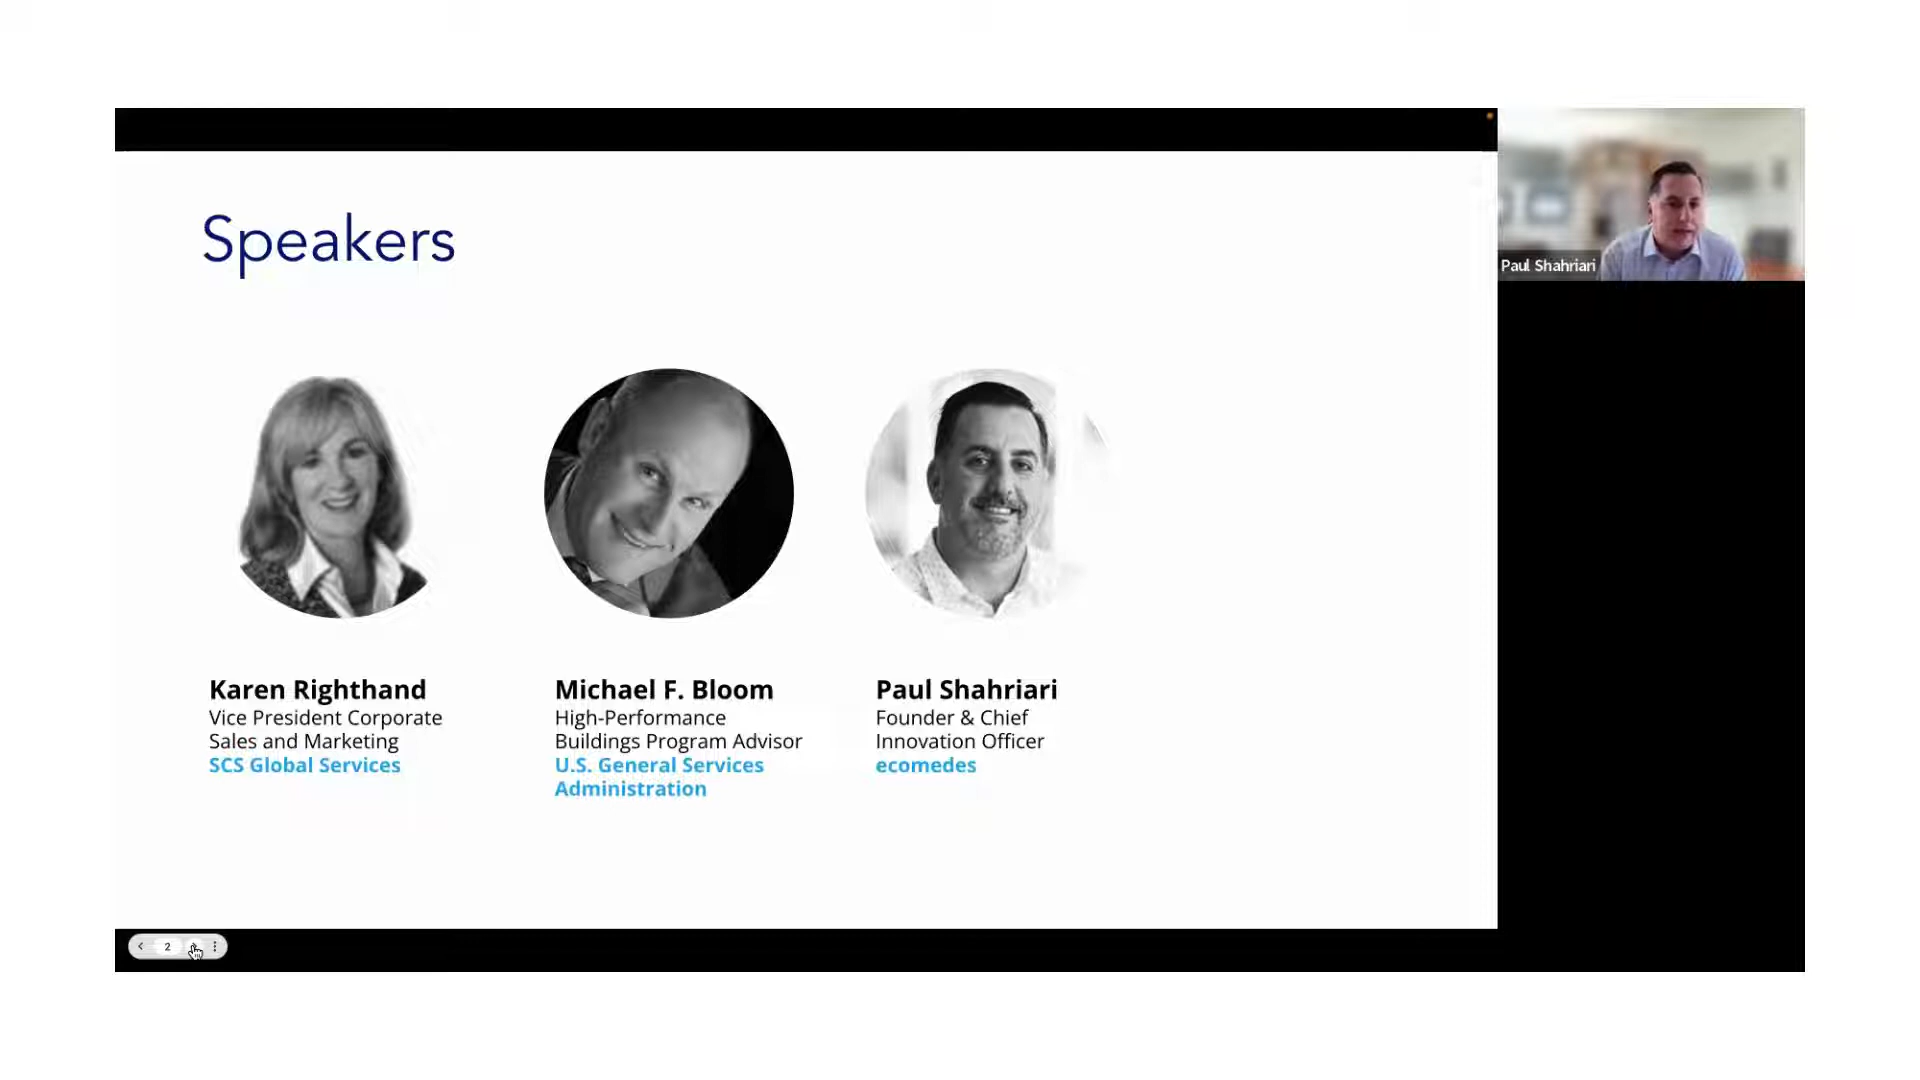 Speakers
Paul Shahriari
Karen Righthand
Vice President Corporate
Sales and Marketing
SCS Global Services
Michael F. Bloom
High-Performance
Buildings Program Advisor
U.S. General Services
Administration
Paul Shahriari
Founder & Chief
Innovation Officer
ecomedes
2